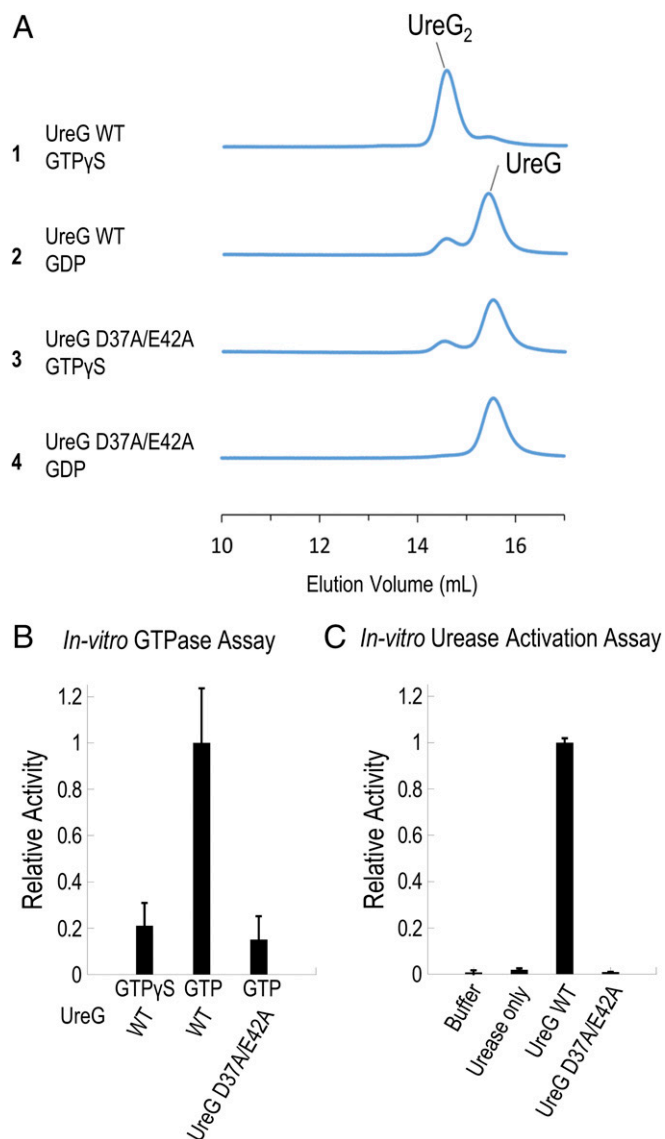 A
UreG₂
1 UreG WT
GTPγS
UreG
2 UreG WT
GDP
3 UreG D37A/E42A
GTPγS
4 UreG D37A/E42A
GDP
10 12 14 16
Elution Volume (mL)
B In-vitro GTPase Assay
Relative Activity
1.2
1
0.8
0.6
0.4
0.2
0
GTPγS GTP GTP
UreG WT WT UreG D37A/E42A
C In-vitro Urease Activation Assay
Relative Activity
1.2
1
0.8
0.6
0.4
0.2
0
Buffer Urease only UreG WT UreG D37A/E42A